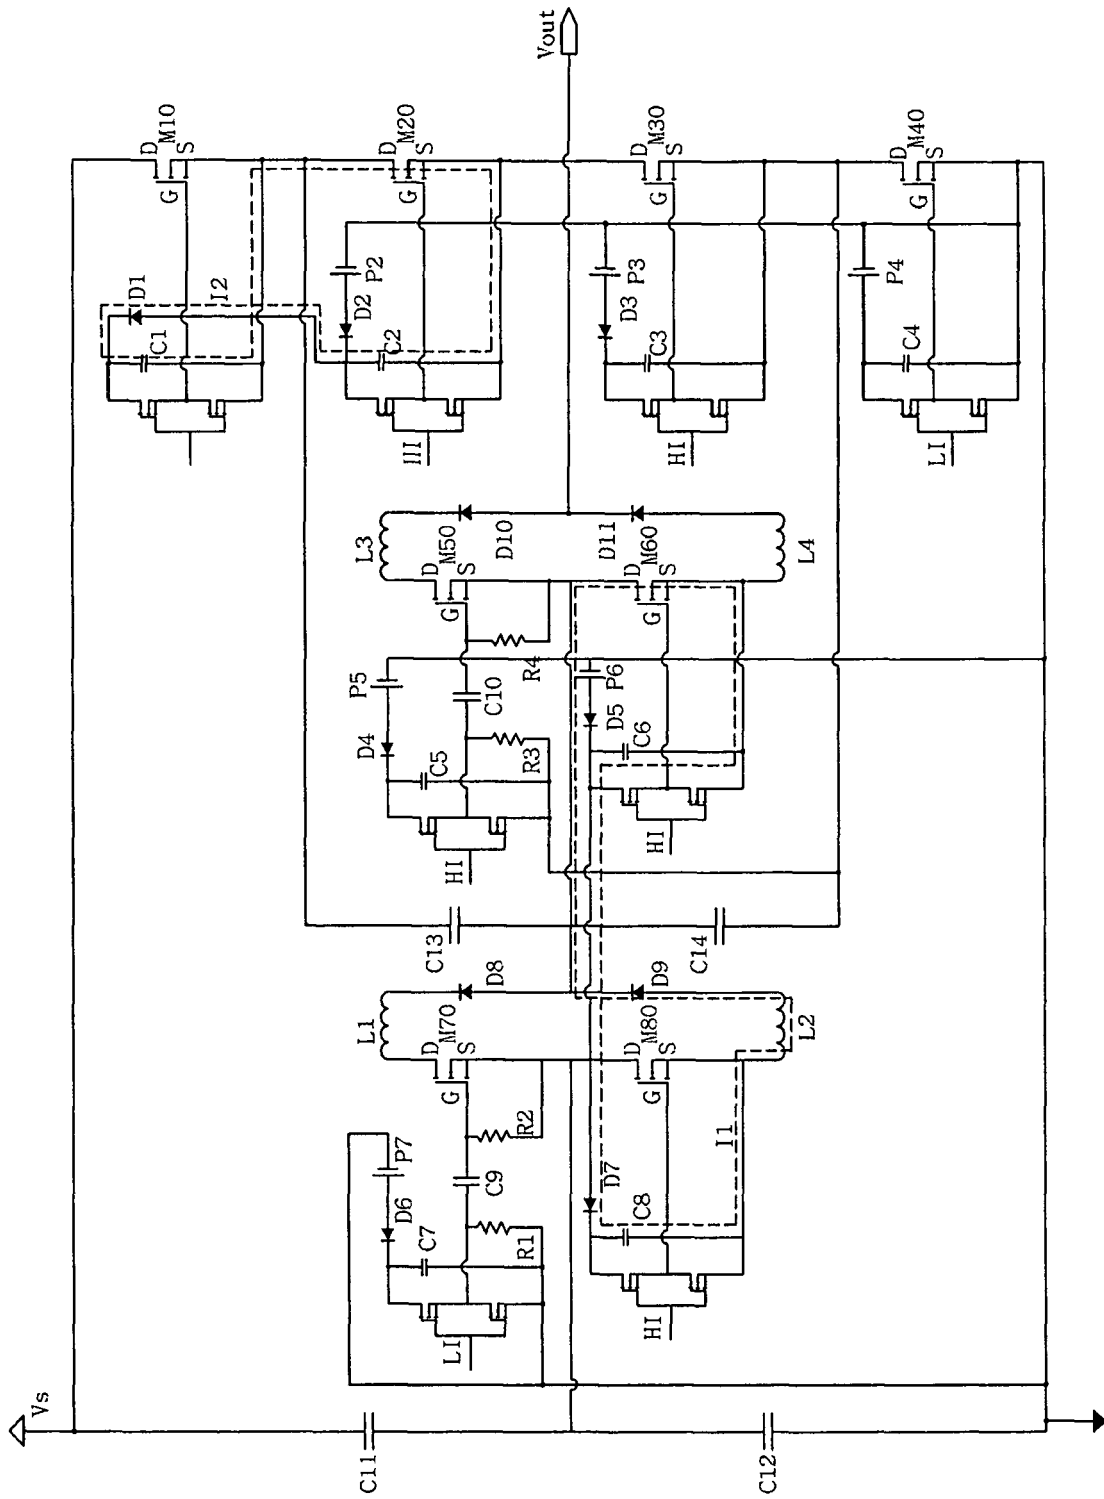 Vs
Vout
D
M10
S
G
D1
I2
C1
D
M20
S
G
P2
D2
C2
HI
D
M30
S
G
P3
D3
C3
HI
D
M40
S
G
P4
C4
LI
L3
D
M50
S
G
D10
D11
D
M60
S
G
L4
P5
D4
C5
C10
R4
R3
HI
P6
D5
C6
HI
C13
C14
L1
D
M70
S
G
D8
D9
D
M80
S
G
L2
I1
P7
D6
C7
C9
R2
R1
LI
D7
C8
HI
C11
C12